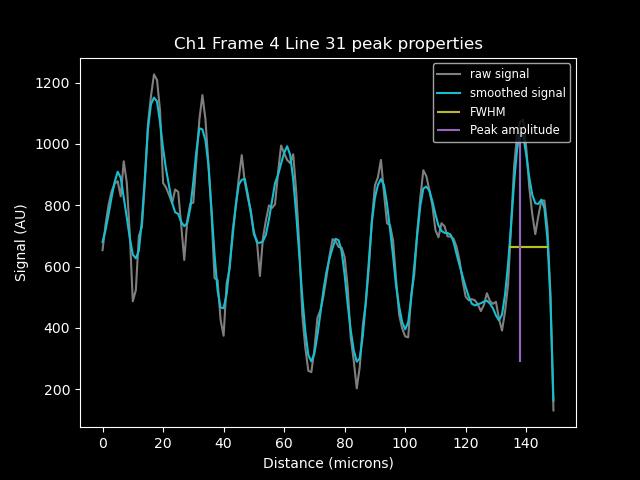 Ch1 Frame 4 Line 31 peak properties
raw signal
smoothed signal
FWHM
Peak amplitude
1200
1000
800
600
400
200
Signal (AU)
0 20 40 60 80 100 120 140
Distance (microns)